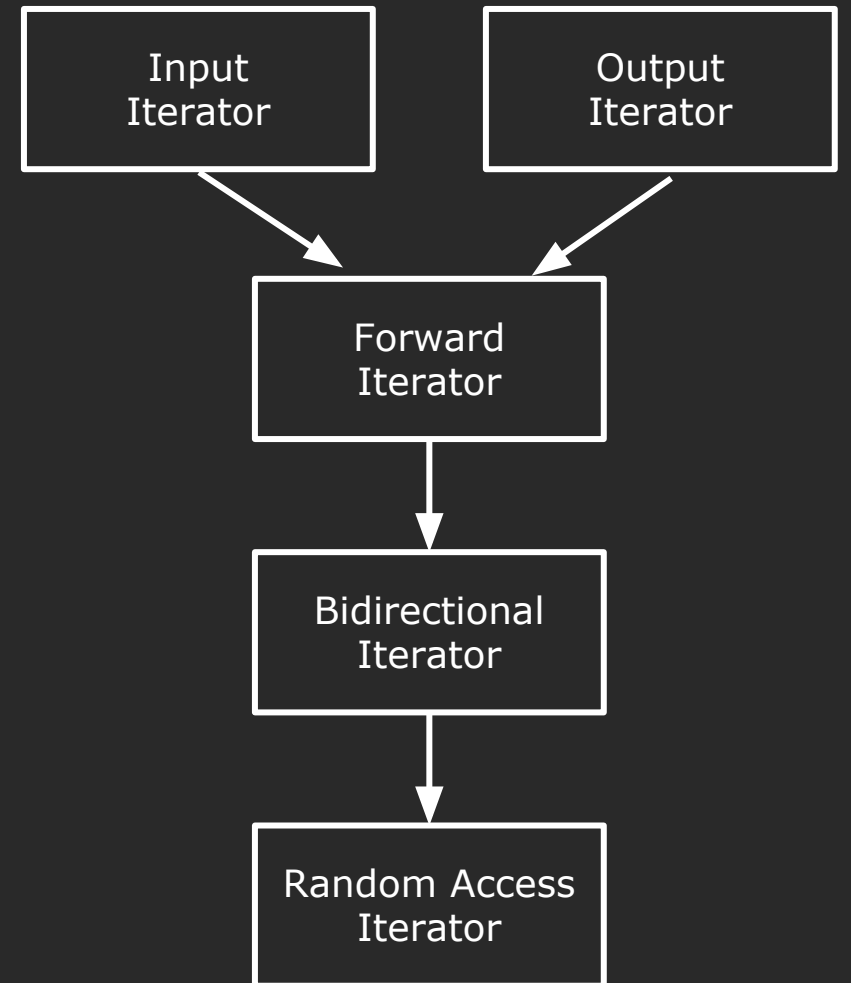 Input
Iterator
Output
Iterator
Forward
Iterator
Bidirectional
Iterator
Random Access
Iterator